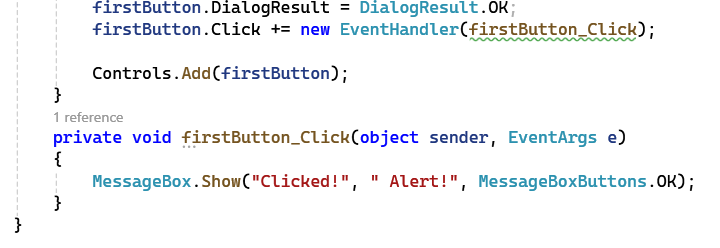 firstButton.DialogResult = DialogResult.OK;
firstButton.Click += new EventHandler(firstButton_Click);
Controls.Add(firstButton);
}
1 reference
private void firstButton_Click(object sender, EventArgs e)
{
MessageBox.Show("Clicked!", " Alert!", MessageBoxButtons.OK);
}
}